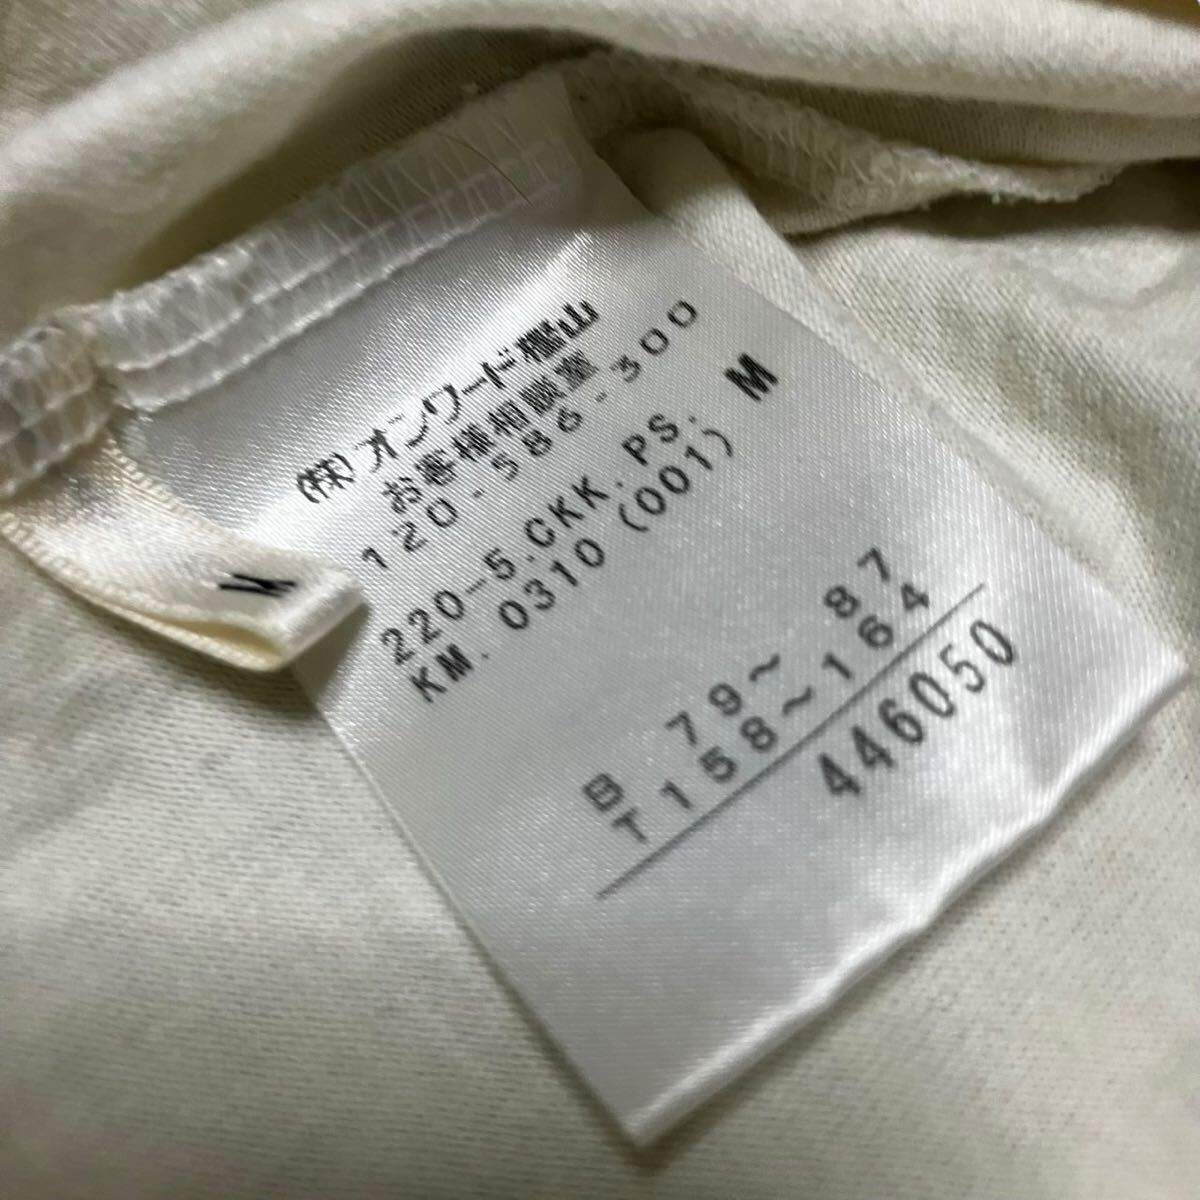 (株)オンワード樫山
お客様相談室
120-586-300
220-5.CKK.PS. M
KM. 0310 (001)
B 79~ 87
T158~164
446050
M